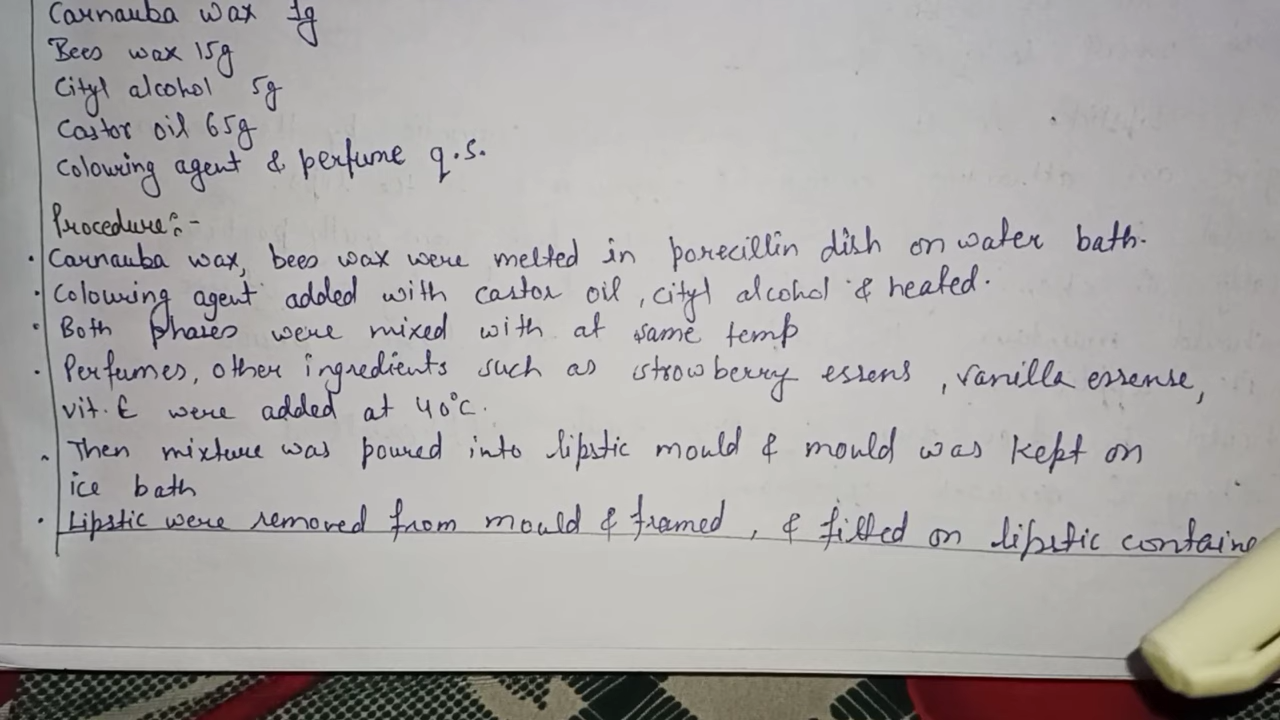 Carnauba wax 1g
Bees wax 15g
Cityl alcohol 5g
Castor oil 65g
Colouring agent & perfume q.s.
Procedure:-
• Carnauba wax, bees wax were melted in porecillin dish on water bath.
• Colouring agent added with castor oil, cityl alcohol & heated.
• Both phases were mixed with at same temp
• Perfumes, other ingredients such as strowberry essens, vanilla essense,
vit. E were added at 40°C.
• Then mixture was poured into lipstic mould & mould was kept on
ice bath
• Lipstic were removed from mould & framed, & fitted on lipstic containe